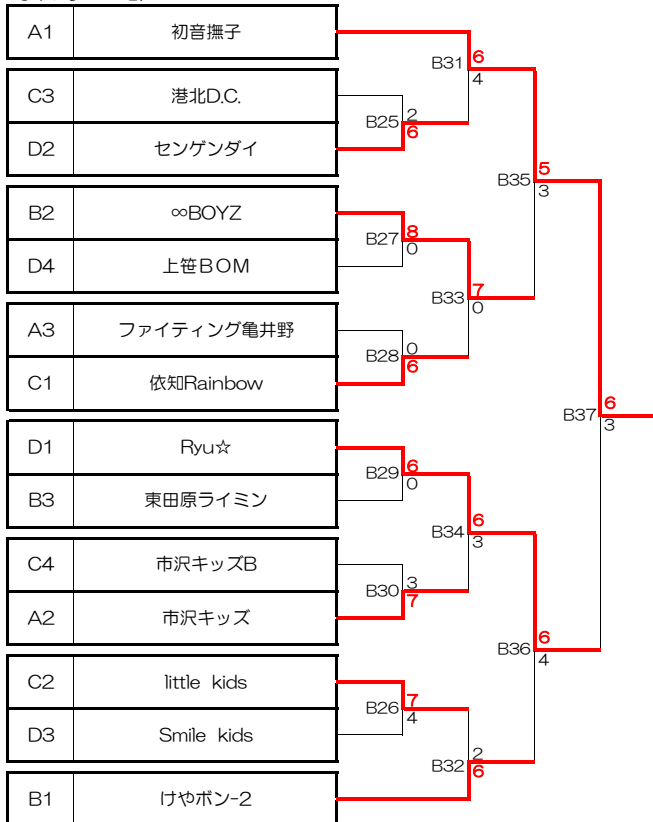 A1 初音撫子
B31 6
4
C3 港北D.C.
B25 2
6
D2 センゲンダイ
B35 5
3
B2 ∞BOYZ
B27 8
0
D4 上笹BOM
B33 7
0
A3 ファイティング亀井野
B28 0
6
C1 依知Rainbow
B37 6
3
D1 Ryu☆
B29 6
0
B3 東田原ライミン
B34 6
3
C4 市沢キッズB
B30 3
7
A2 市沢キッズ
B36 6
4
C2 little kids
B26 7
4
D3 Smile kids
B32 2
6
B1 けやボン-2